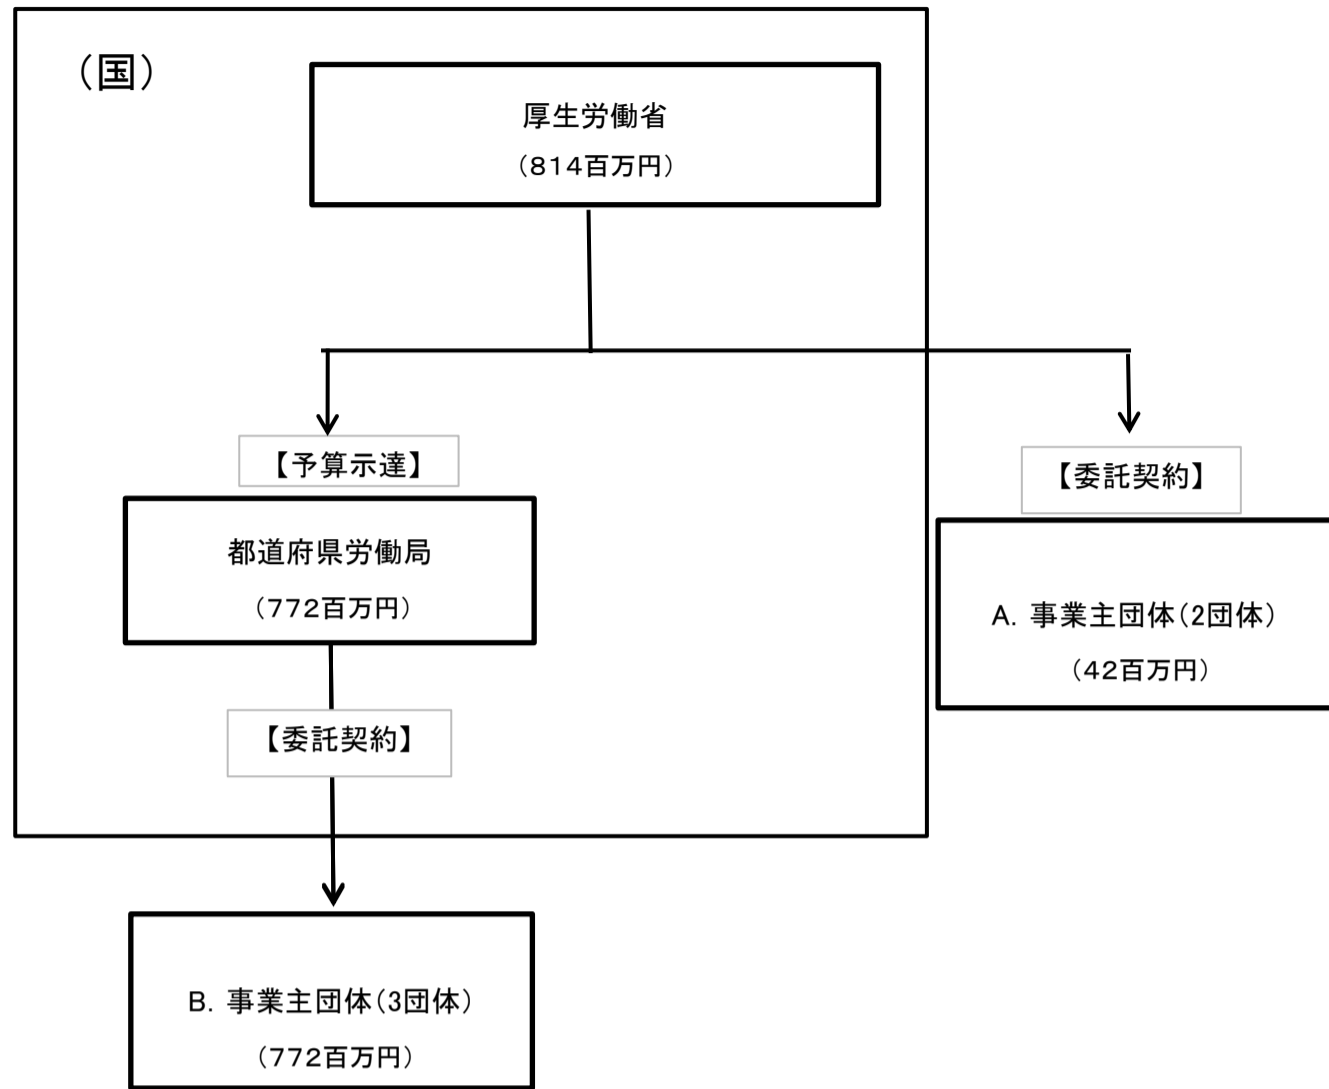 （国）
厚生労働省
（814百万円）
【予算示達】
【委託契約】
都道府県労働局
（772百万円）
A. 事業主団体（2団体）
（42百万円）
【委託契約】
B. 事業主団体（3団体）
（772百万円）